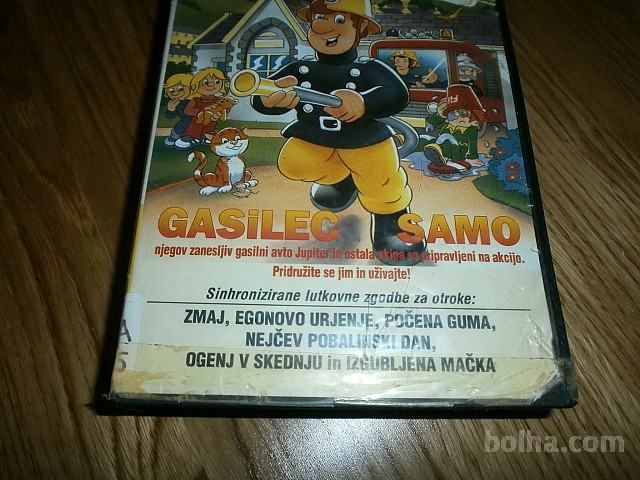 GASiLEC SAMO
njegov zanesljiv gasilni avto Jupiter in ostala ekipa so pripravljeni na akcijo.
Pridružite se jim in uživajte!
Sinhronizirane lutkovne zgodbe za otroke:
ZMAJ, EGONOVO URJENJE, POČENA GUMA,
NEJČEV POBALINSKI DAN,
OGENJ V SKEDNJU in IZGUBLJENA MAČKA
A
bolha.com